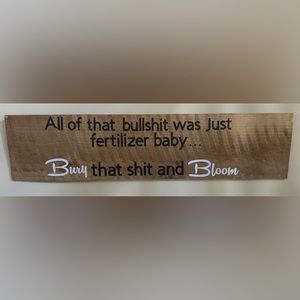 All of that bullshit was Just
fertilizer baby...
Bury that shit and Bloom